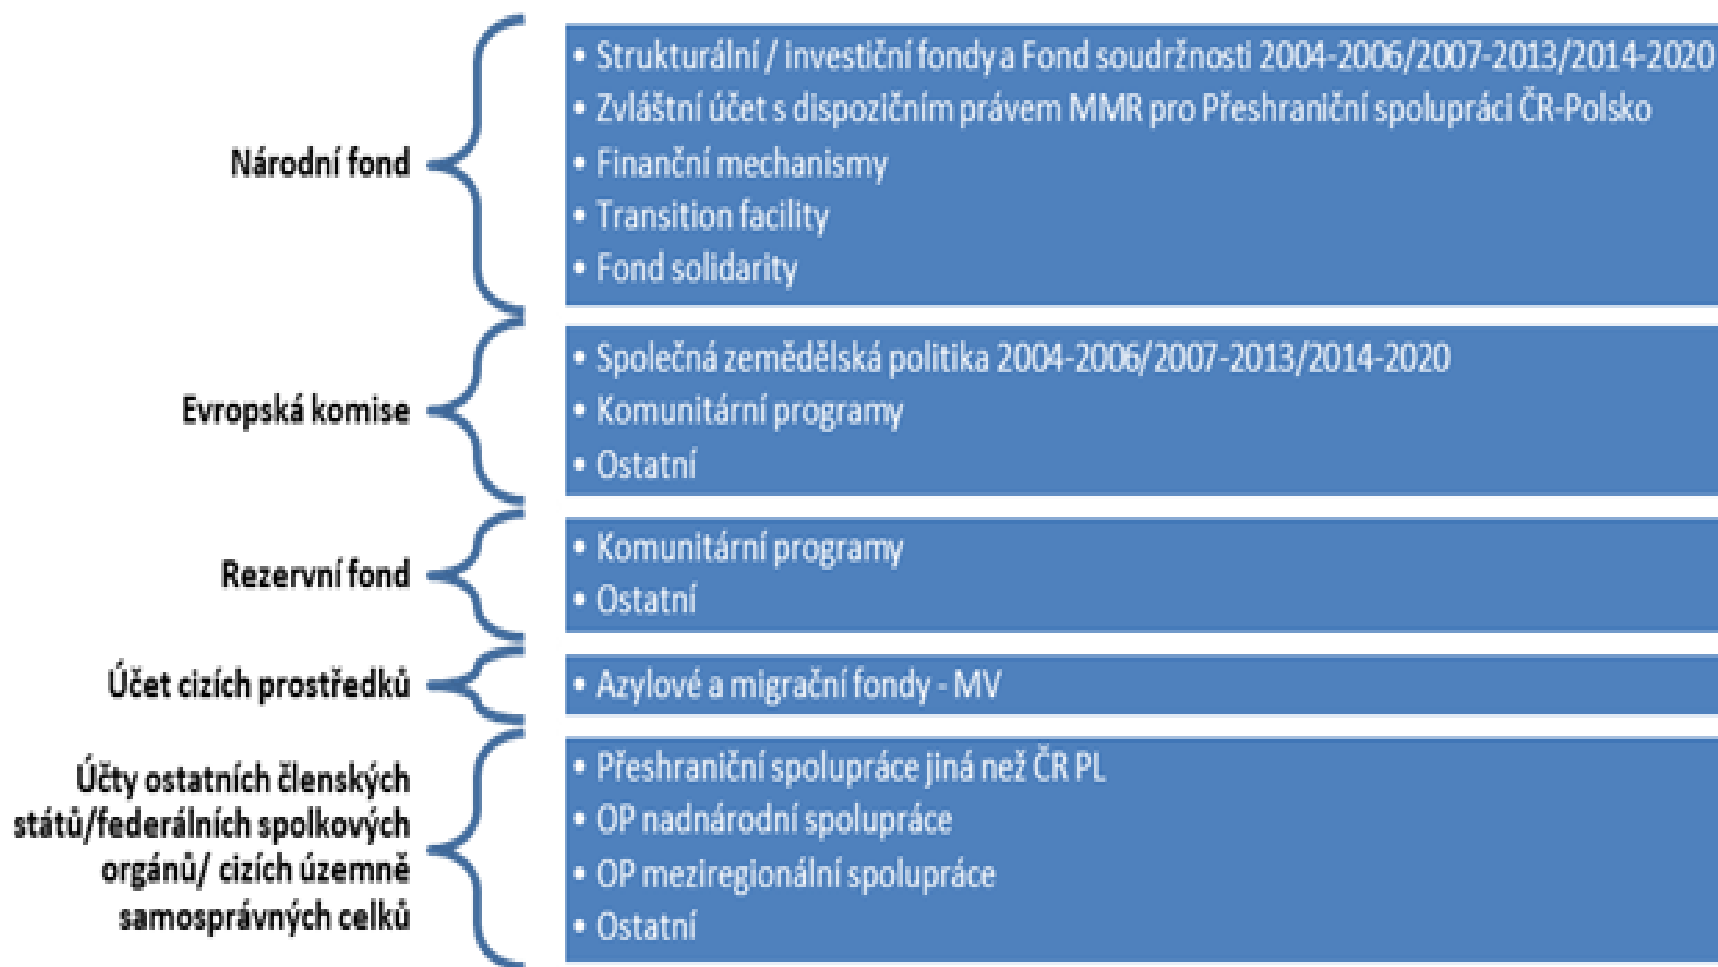 Národní fond
• Strukturální / investiční fondy a Fond soudržnosti 2004-2006/2007-2013/2014-2020
• Zvláštní účet s dispozičním právem MMR pro Přeshraniční spolupráci ČR-Polsko
• Finanční mechanismy
• Transition facility
• Fond solidarity
Evropská komise
• Společná zemědělská politika 2004-2006/2007-2013/2014-2020
• Komunitární programy
• Ostatní
Rezervní fond
• Komunitární programy
• Ostatní
Účet cizích prostředků
• Azylové a migrační fondy - MV
Účty ostatních členských
států/federálních spolkových
orgánů/ cizích územně
samosprávných celků
• Přeshraniční spolupráce jiná než ČR PL
• OP nadnárodní spolupráce
• OP meziregionální spolupráce
• Ostatní